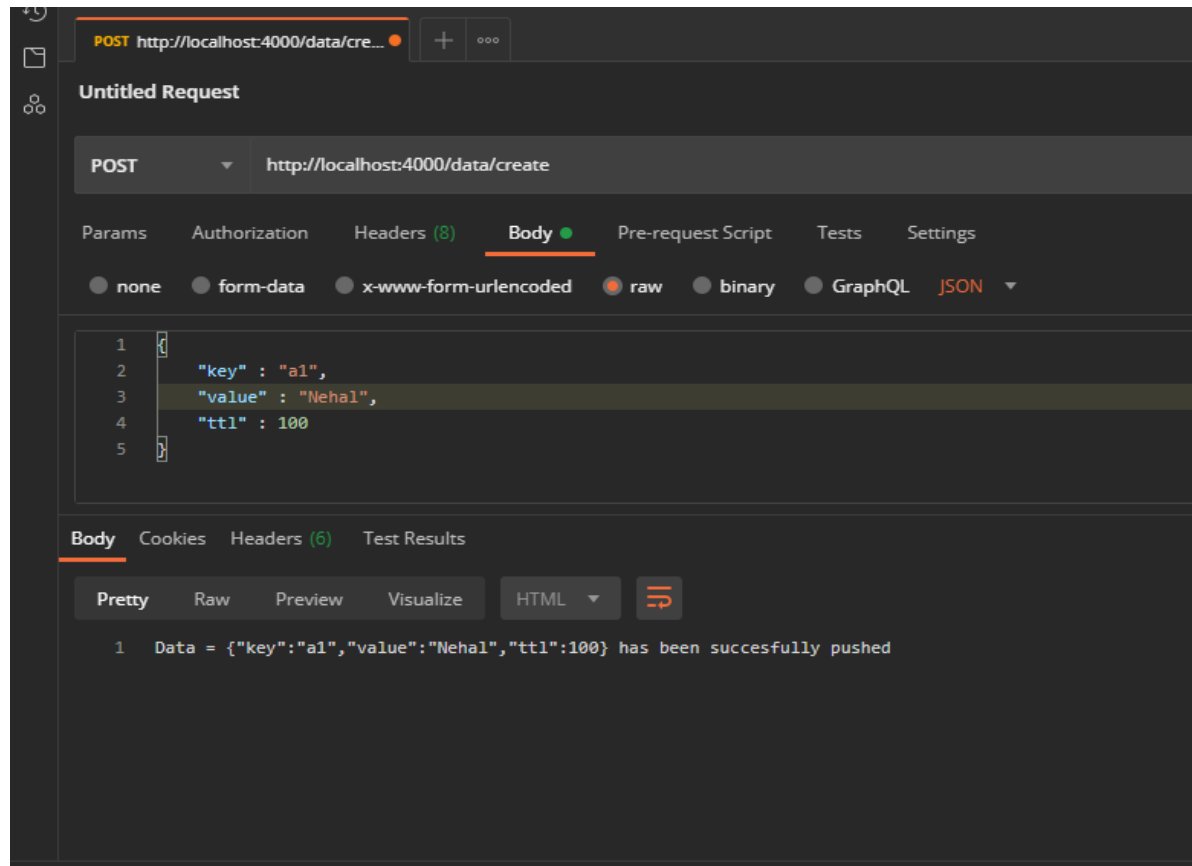 POST http://localhost:4000/data/cre...
Untitled Request
POST http://localhost:4000/data/create
Params Authorization Headers (8) Body Pre-request Script Tests Settings
none form-data x-www-form-urlencoded raw binary GraphQL JSON
1 {
2 "key" : "a1",
3 "value" : "Nehal",
4 "ttl" : 100
5 }
Body Cookies Headers (6) Test Results
Pretty Raw Preview Visualize HTML
1 Data = {"key":"a1","value":"Nehal","ttl":100} has been succesfully pushed